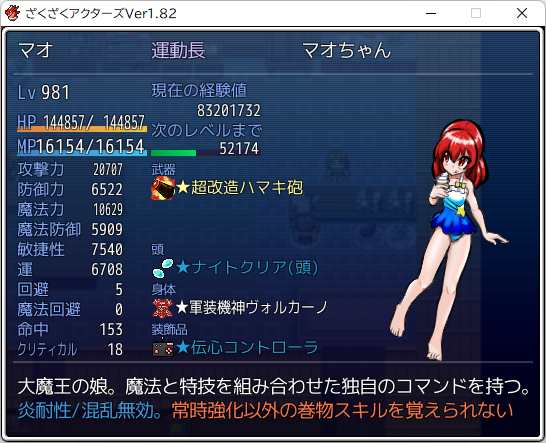 ざくざくアクターズVer1.82
マオ 運動長 マオちゃん
Lv 981
現在の経験値
83201732
HP 144857/ 144857
次のレベルまで
MP16154/16154
52174
攻撃力 20707
武器
防御力 6522
★超改造ハマキ砲
魔法力 10629
魔法防御 5909
敏捷性 7540
頭
運 6708
★ナイトクリア(頭)
回避 5
身体
魔法回避 0
★軍装機神ヴォルカーノ
命中 153
装飾品
クリティカル 18
★伝心コントローラ
大魔王の娘。魔法と特技を組み合わせた独自のコマンドを持つ。
炎耐性/混乱無効。常時強化以外の巻物スキルを覚えられない